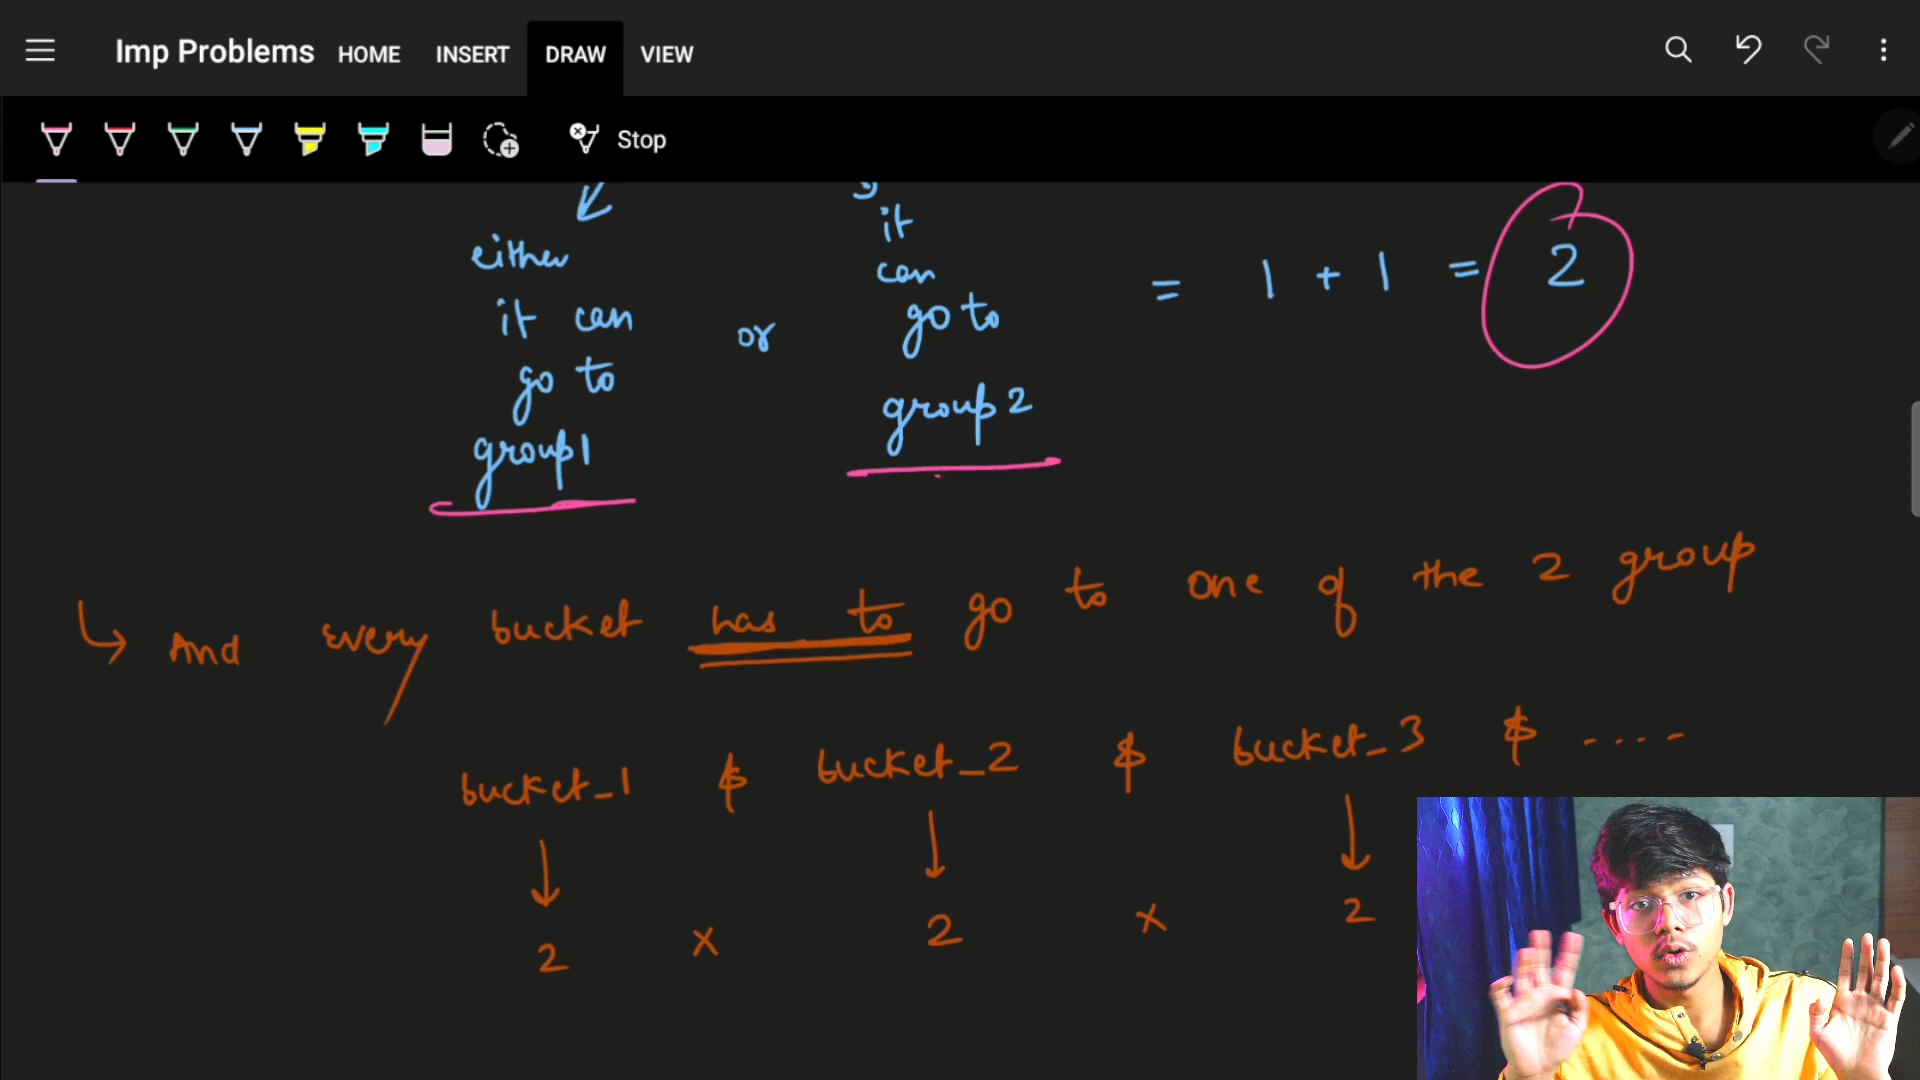 Imp Problems HOME INSERT DRAW VIEW
Stop
either
it can
go to
group1
or
it
can
go to
group 2
= 1 + 1 = 2
And every bucket has to go to one of the 2 group
bucket_1 & bucket_2 & bucket_3 & ....
2 x 2 x 2